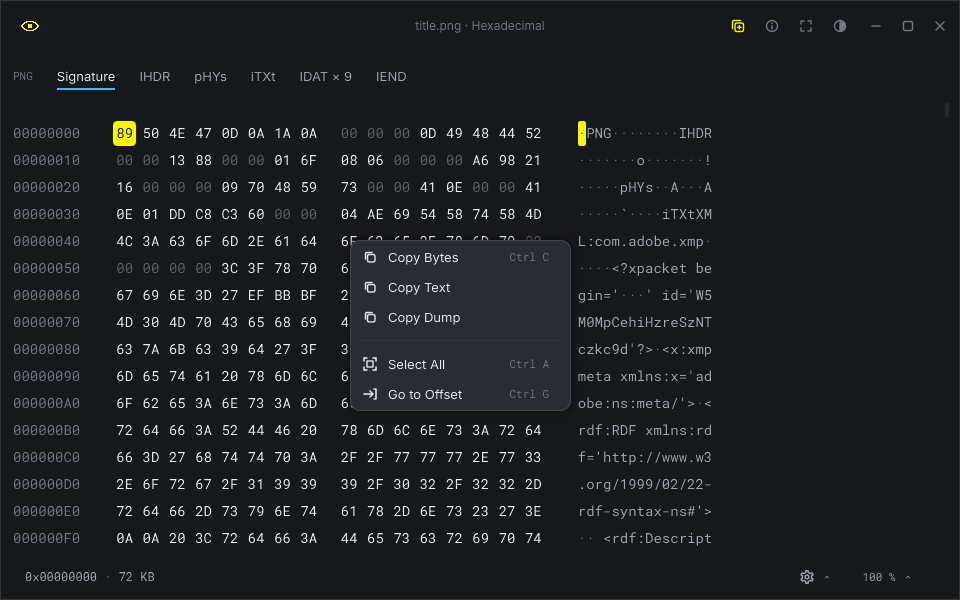 title.png · Hexadecimal
PNG Signature IHDR pHYs iTXt IDAT × 9 IEND
00000000 89 50 4E 47 0D 0A 1A 0A 00 00 00 0D 49 48 44 52 ·PNG········IHDR
00000010 00 00 13 88 00 00 01 6F 08 06 00 00 00 A6 98 21 ·······o·······!
00000020 16 00 00 00 09 70 48 59 73 00 00 41 0E 00 00 41 ·····pHYs··A···A
00000030 0E 01 DD C8 C3 60 00 00 04 AE 69 54 58 74 58 4D ·····`····iTXtXM
00000040 4C 3A 63 6F 6D 2E 61 64 6F 62 65 2E 78 6D 70 00 L:com.adobe.xmp·
00000050 00 00 00 00 3C 3F 78 70 6 ····<?xpacket be
00000060 67 69 6E 3D 27 EF BB BF 2 gin='···' id='W5
00000070 4D 30 4D 70 43 65 68 69 4 M0MpCehiHzreSzNT
00000080 63 7A 6B 63 39 64 27 3F 3 czkc9d'?>·<x:xmp
00000090 6D 65 74 61 20 78 6D 6C 6 meta xmlns:x='ad
000000A0 6F 62 65 3A 6E 73 3A 6D 6 obe:ns:meta/'>·<
000000B0 72 64 66 3A 52 44 46 20 78 6D 6C 6E 73 3A 72 64 rdf:RDF xmlns:rd
000000C0 66 3D 27 68 74 74 70 3A 2F 2F 77 77 77 2E 77 33 f='http://www.w3
000000D0 2E 6F 72 67 2F 31 39 39 39 2F 30 32 2F 32 32 2D .org/1999/02/22-
000000E0 72 64 66 2D 73 79 6E 74 61 78 2D 6E 73 23 27 3E rdf-syntax-ns#'>
000000F0 0A 0A 20 3C 72 64 66 3A 44 65 73 63 72 69 70 74 ·· <rdf:Descript
Copy Bytes Ctrl C
Copy Text
Copy Dump
Select All Ctrl A
Go to Offset Ctrl G
0x00000000 · 72 KB 100 %